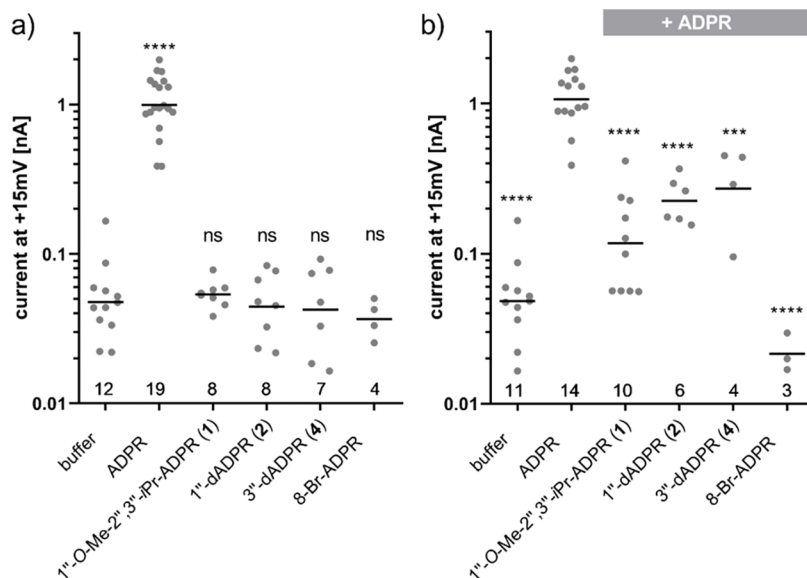 a)
current at +15mV [nA]
1
0.1
0.01
****
ns
ns
ns
ns
12
19
8
8
7
4
buffer
ADPR
1"-O-Me-2",3"-iPr-ADPR (1)
1"-dADPR (2)
3"-dADPR (4)
8-Br-ADPR
b)
+ ADPR
current at +15mV [nA]
1
0.1
0.01
****
****
****
***
****
11
14
10
6
4
3
buffer
ADPR
1"-O-Me-2",3"-iPr-ADPR (1)
1"-dADPR (2)
3"-dADPR (4)
8-Br-ADPR